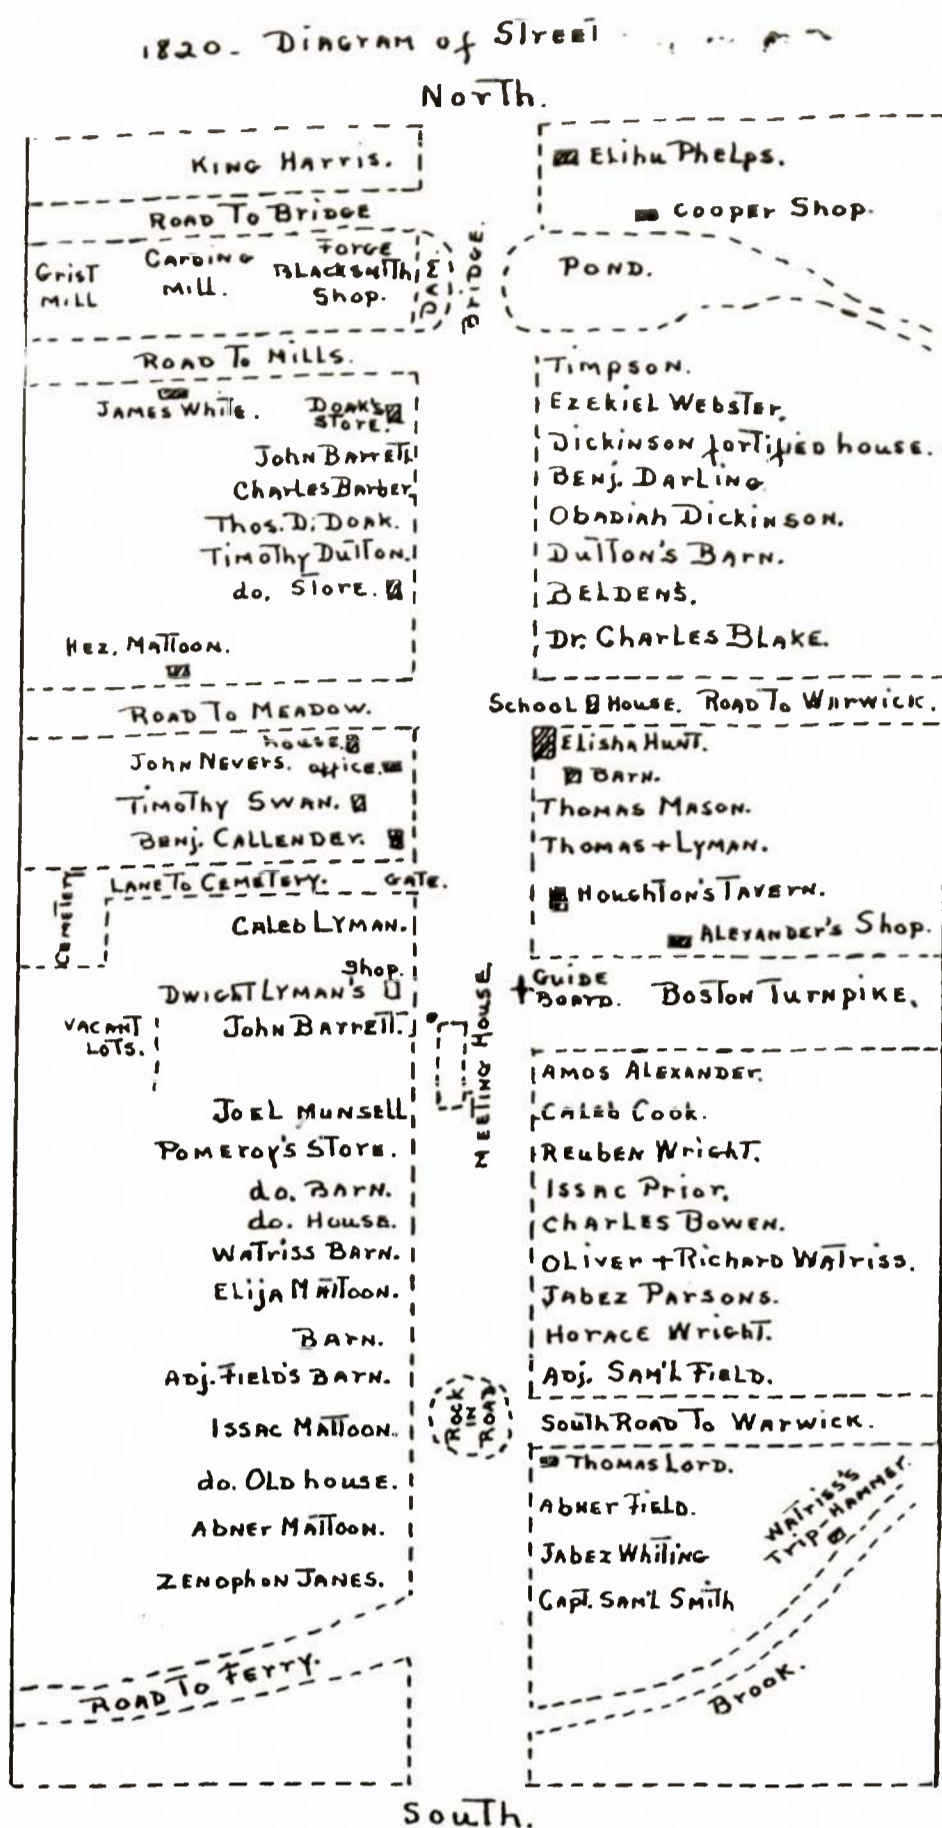 1820 - DIAGRAM of STREET
North.
KING HARRIS.
ROAD TO BRIDGE
GRIST
MILL
CARDING
MILL.
FORGE
BLACKSMITH
Shop.
DAM
BRIDGE.
Elihu Phelps.
Cooper Shop.
POND.
ROAD TO MILLS.
JAMES White.
DOAK'S
STORE.
John BARRETT
Charles Barber
Thos. D. DOAK.
TIMOTHY DUTTON.
do. STORE.
Hez. MATTOON.
TIMPSON.
EZEKIEL WEBSTER.
DICKINSON fortified house.
BENJ. DARLING
OBADIAH DICKINSON.
DUTTON'S BARN.
BELDEN'S.
Dr. CHARLES BLAKE.
ROAD TO MEADOW.
School House. ROAD TO WARWICK.
house.
John NEVERS. office.
TIMOTHY SWAN.
BENJ. CALLENDER.
ELISHA HUNT.
BARN.
THOMAS MASON.
THOMAS + LYMAN.
HOUGHTON'S TAVERN.
ALEXANDER'S Shop.
CEMETERY
LANE TO CEMETERY. GATE.
CALEB LYMAN.
Shop.
DWIGHT LYMAN'S
VACANT
LOTS.
John BARRETT.
MEETING HOUSE.
GUIDE
BOARD.
BOSTON TURNPIKE.
JOEL MUNSELL
POMEROY'S STORE.
do. BARN.
do. HOUSE.
WATRISS BARN.
ELIJA MATTOON.
BARN.
ADJ. FIELD'S BARN.
ISSAC MATTOON.
do. OLD house.
ABNER MATTOON.
ZENOPHON JANES.
AMOS ALEXANDER.
CALEB COOK.
REUBEN WRIGHT.
ISSAC PRIOR.
CHARLES BOWEN.
OLIVER + RICHARD WATRISS.
JABEZ PARSONS.
HORACE WRIGHT.
ADJ. SAM'L FIELD.
ROCK
IN
ROAD
SOUTH ROAD TO WARWICK.
THOMAS LORD.
ABNER FIELD.
JABEZ WHITING
CAPT. SAM'L SMITH
WATRISS'S
TRIP-HAMMER.
ROAD TO FERRY.
BROOK.
South.